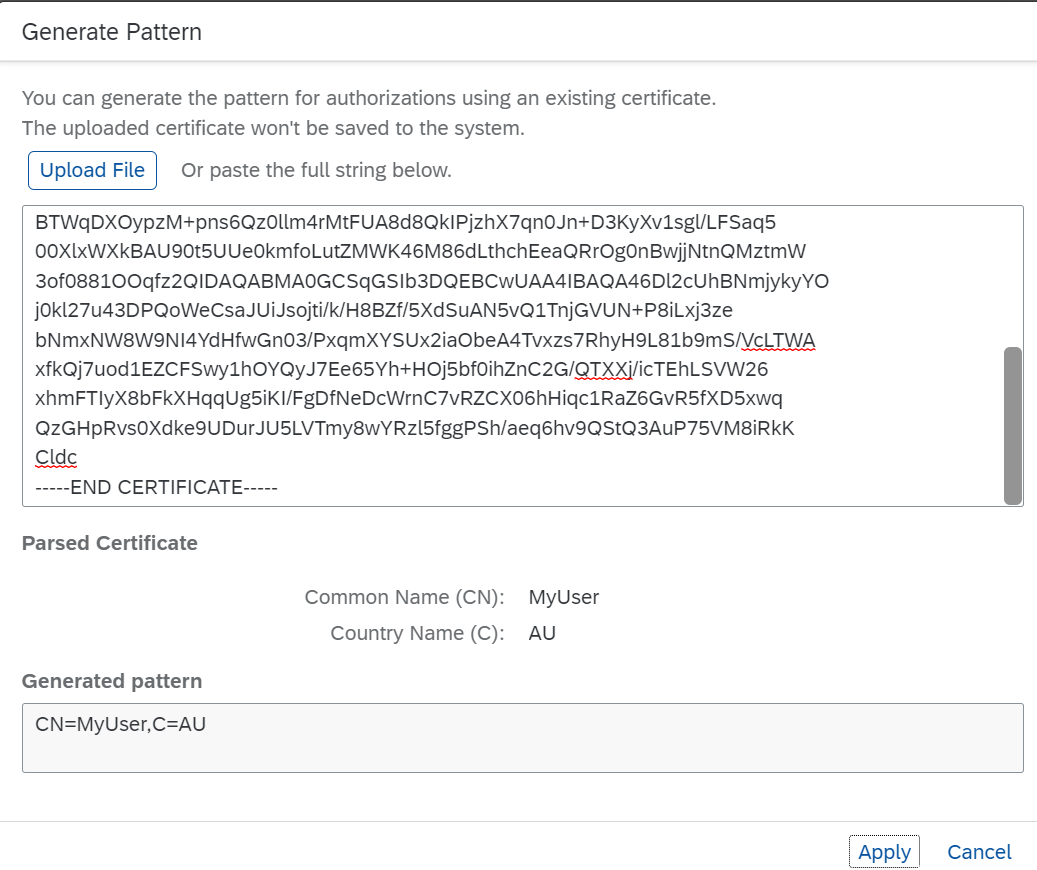 Generate Pattern
You can generate the pattern for authorizations using an existing certificate.
The uploaded certificate won't be saved to the system.
Upload File Or paste the full string below.
BTWqDXOypzM+pns6Qz0llm4rMtFUA8d8QkIPjzhX7qn0Jn+D3KyXv1sgl/LFSaq5
00XlxWXkBAU90t5UUe0kmfoLutZMWK46M86dLthchEeaQRrOg0nBwjjNtnQMztmW
3of0881OOqfz2QIDAQABMA0GCSqGSIb3DQEBCwUAA4IBAQA46Dl2cUhBNmjykyYO
j0kl27u43DPQoWeCsaJUiJsojti/k/H8BZf/5XdSuAN5vQ1TnjGVUN+P8iLxj3ze
bNmxNW8W9NI4YdHfwGn03/PxqmXYSUx2iaObeA4Tvxzs7RhyH9L81b9mS/VcLTWA
xfkQj7uod1EZCFSwy1hOYQyJ7Ee65Yh+HOj5bf0ihZnC2G/QTXXj/icTEhLSVW26
xhmFTIyX8bFkXHqqUg5iKI/FgDfNeDcWrnC7vRZCX06hHiqc1RaZ6GvR5fXD5xwq
QzGHpRvs0Xdke9UDurJU5LVTmy8wYRzl5fggPSh/aeq6hv9QStQ3AuP75VM8iRkK
Cldc
-----END CERTIFICATE-----
Parsed Certificate
Common Name (CN): MyUser
Country Name (C): AU
Generated pattern
CN=MyUser,C=AU
Apply Cancel